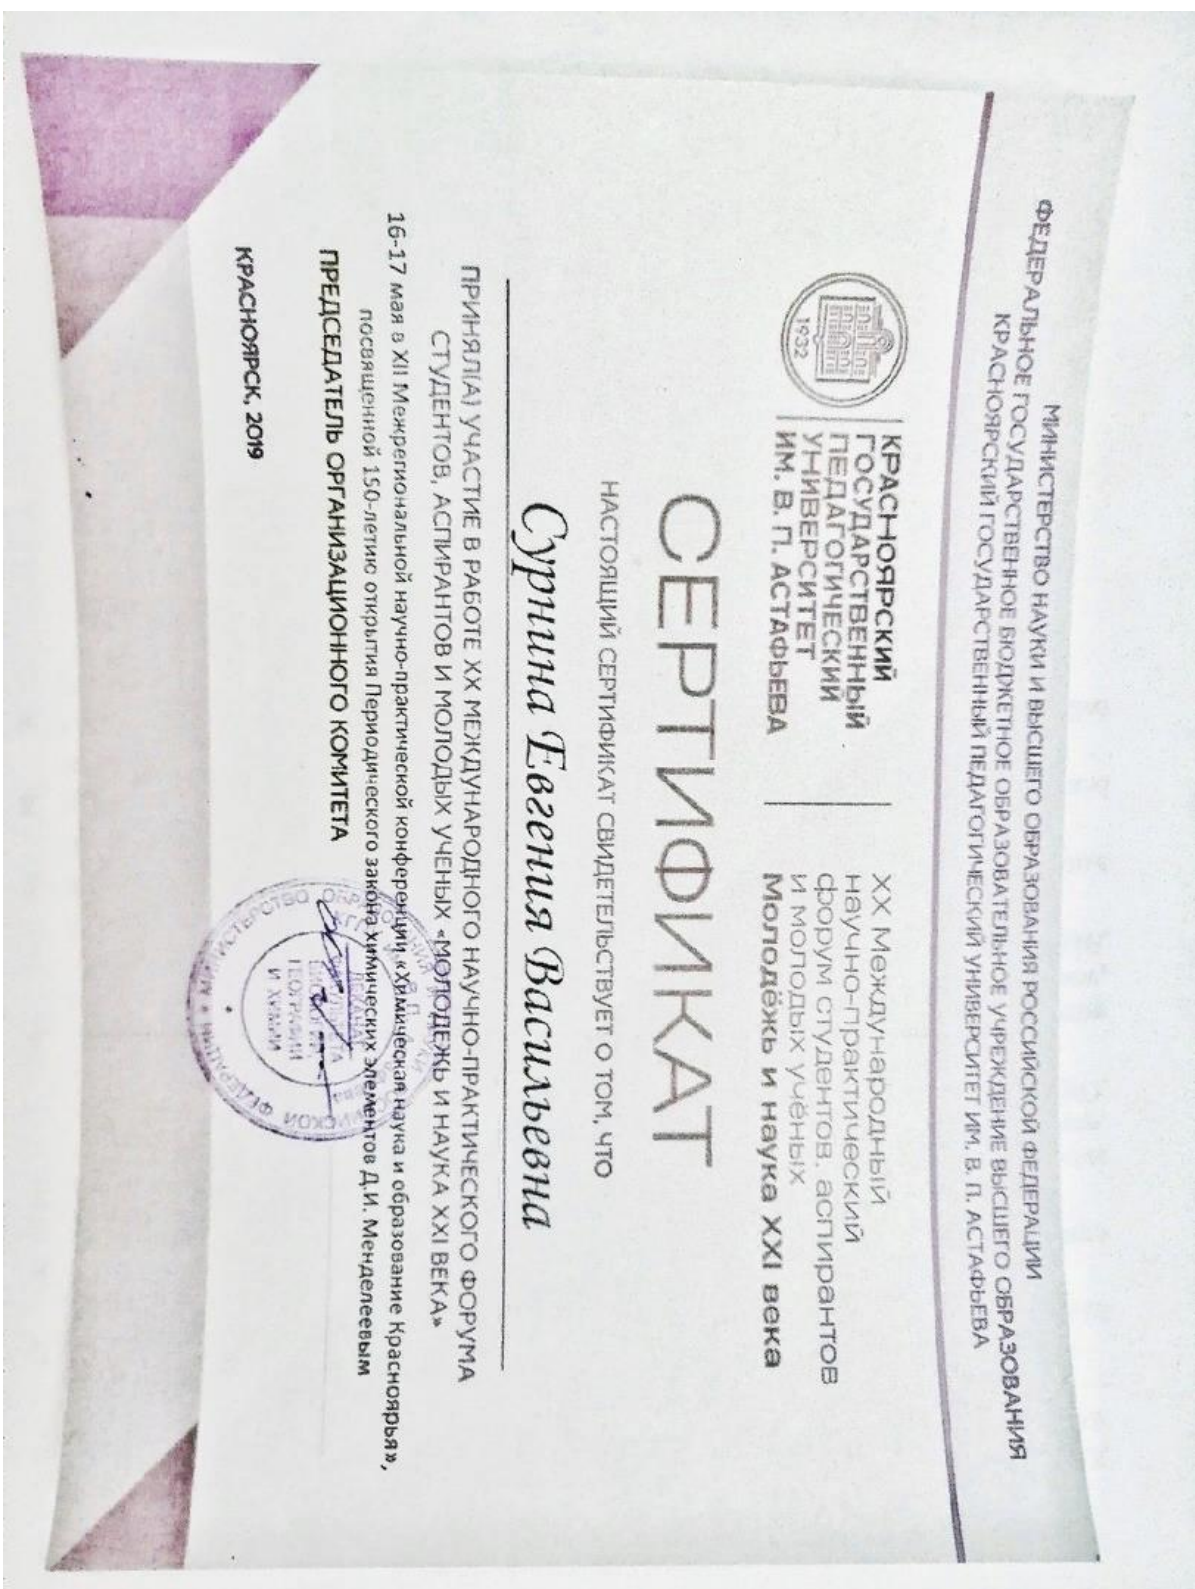 МИНИСТЕРСТВО НАУКИ И ВЫСШЕГО ОБРАЗОВАНИЯ РОССИЙСКОЙ ФЕДЕРАЦИИ
ФЕДЕРАЛЬНОЕ ГОСУДАРСТВЕННОЕ БЮДЖЕТНОЕ ОБРАЗОВАТЕЛЬНОЕ УЧРЕЖДЕНИЕ ВЫСШЕГО ОБРАЗОВАНИЯ
КРАСНОЯРСКИЙ ГОСУДАРСТВЕННЫЙ ПЕДАГОГИЧЕСКИЙ УНИВЕРСИТЕТ ИМ. В. П. АСТАФЬЕВА
1932
КРАСНОЯРСКИЙ
ГОСУДАРСТВЕННЫЙ
ПЕДАГОГИЧЕСКИЙ
УНИВЕРСИТЕТ
ИМ. В. П. АСТАФЬЕВА
XX Международный
научно-практический
форум студентов, аспирантов
и молодых учёных
Молодёжь и наука XXI века
СЕРТИФИКАТ
НАСТОЯЩИЙ СЕРТИФИКАТ СВИДЕТЕЛЬСТВУЕТ О ТОМ, ЧТО
Сурнина Евгения Васильевна
ПРИНЯЛ(А) УЧАСТИЕ В РАБОТЕ XX МЕЖДУНАРОДНОГО НАУЧНО-ПРАКТИЧЕСКОГО ФОРУМА
СТУДЕНТОВ, АСПИРАНТОВ И МОЛОДЫХ УЧЕНЫХ «МОЛОДЕЖЬ И НАУКА XXI ВЕКА»
16-17 мая в XII Межрегиональной научно-практической конференции «Химическая наука и образование Красноярья»,
посвященной 150-летию открытия Периодического закона химических элементов Д.И. Менделеевым
ПРЕДСЕДАТЕЛЬ ОРГАНИЗАЦИОННОГО КОМИТЕТА
ГЕОГРАФИИ
И ХИМИИ
КРАСНОЯРСК, 2019